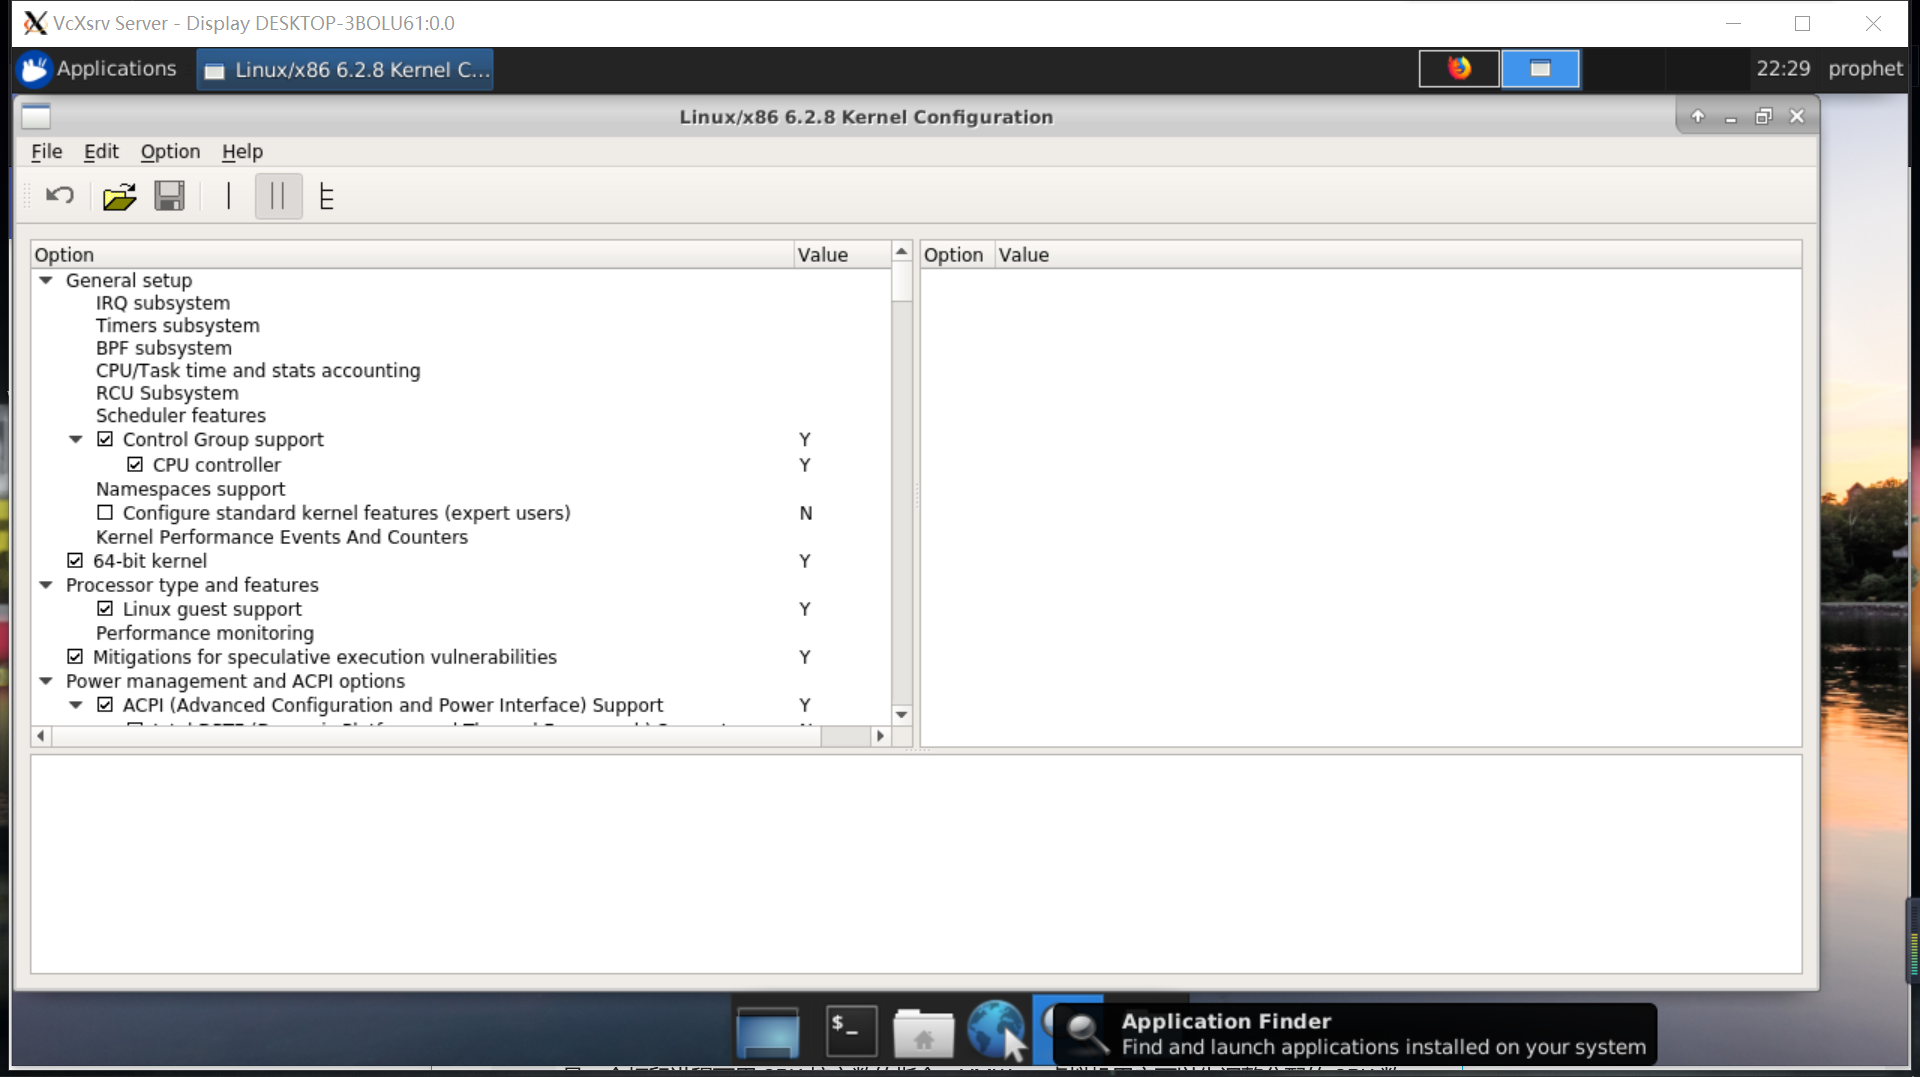 VcXsrv Server - Display DESKTOP-3BOLU61:0.0
Applications
Linux/x86 6.2.8 Kernel C...
22:29
prophet
Linux/x86 6.2.8 Kernel Configuration
File Edit Option Help
Option Value
Option Value
General setup
IRQ subsystem
Timers subsystem
BPF subsystem
CPU/Task time and stats accounting
RCU Subsystem
Scheduler features
Control Group support Y
CPU controller Y
Namespaces support
Configure standard kernel features (expert users) N
Kernel Performance Events And Counters
64-bit kernel Y
Processor type and features
Linux guest support Y
Performance monitoring
Mitigations for speculative execution vulnerabilities Y
Power management and ACPI options
ACPI (Advanced Configuration and Power Interface) Support Y
$_
Application Finder
Find and launch applications installed on your system